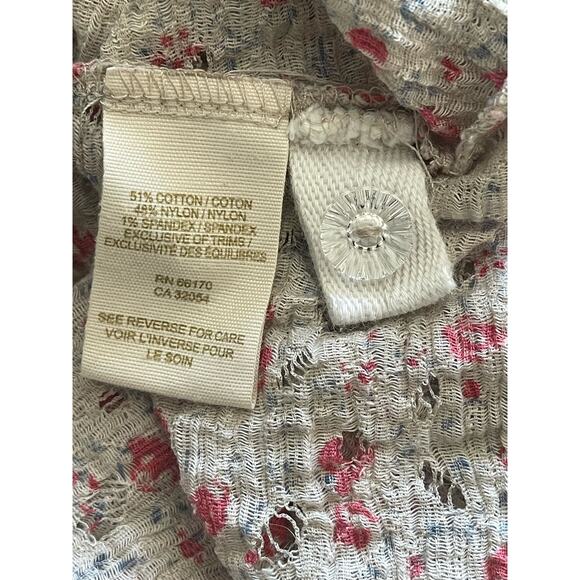 51% COTTON / COTON
48% NYLON / NYLON
1% SPANDEX / SPANDEX
EXCLUSIVE OF TRIMS /
EXCLUSIVITÉ DES ÉQUILIBRES
RN 66170
CA 32054
SEE REVERSE FOR CARE
VOIR L'INVERSE POUR
LE SOIN